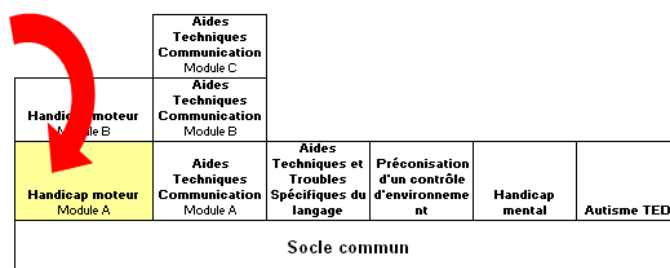 Aides
Techniques
Communication
Module C
Handicap moteur
Module B
Aides
Techniques
Communication
Module B
Handicap moteur
Module A
Aides
Techniques
Communication
Module A
Aides
Techniques et
Troubles
Spécifiques du
langage
Préconisation
d'un contrôle
d'environneme
nt
Handicap
mental
Autisme TED
Socle commun